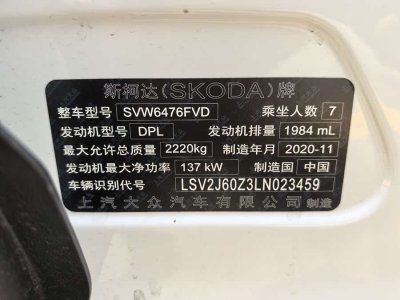 斯柯达(SKODA)牌
整车型号 SVW6476FVD 乘坐人数 7
发动机型号 DPL 发动机排量 1984 mL
最大允许总质量 2220kg 制造年月 2020-11
发动机最大净功率 137 kW 制造国 中国
车辆识别代号 LSV2J60Z3LN023459
上汽大众汽车有限公司 制造